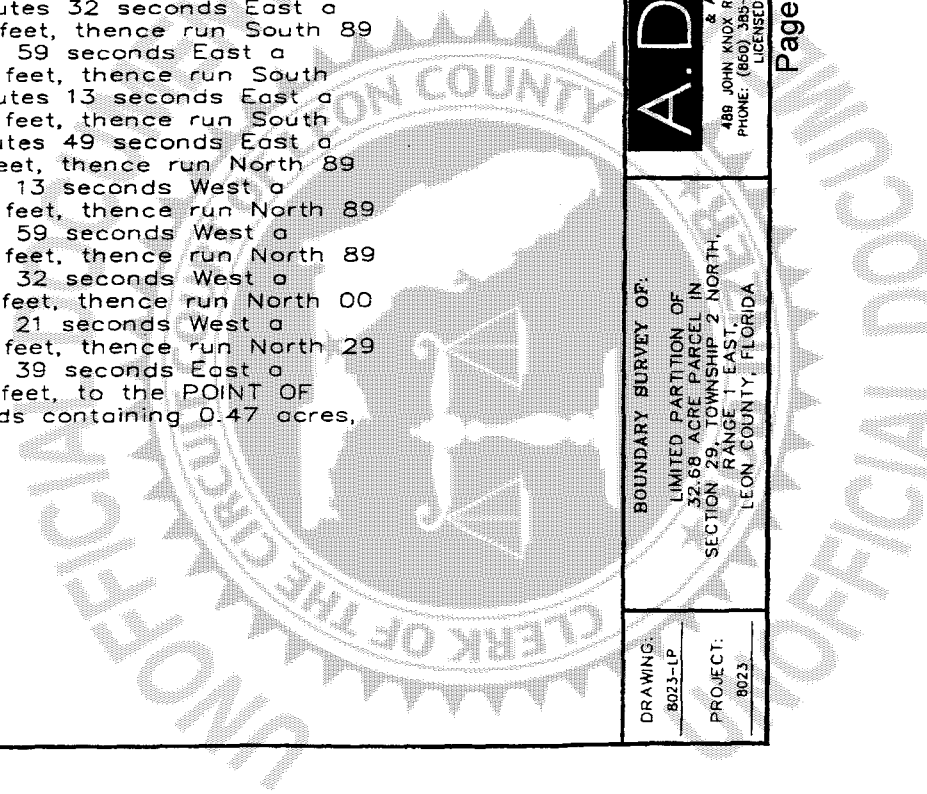 utes 32 seconds East a
feet, thence run South 89
59 seconds East a
feet, thence run South
utes 13 seconds East a
feet, thence run South
utes 49 seconds East a
eet, thence run North 89
13 seconds West a
feet, thence run North 89
59 seconds West a
feet, thence run North 89
32 seconds West a
feet, thence run North 00
21 seconds West a
feet, thence run North 29
39 seconds East a
feet, to the POINT OF
ds containing 0.47 acres,
A.D
& A
489 JOHN KNOX R
PHONE: (850) 385-
LICENSED
Page
BOUNDARY SURVEY OF:
LIMITED PARTITION OF
32.68 ACRE PARCEL IN
SECTION 29, TOWNSHIP 2 NORTH,
RANGE 1 EAST,
LEON COUNTY, FLORIDA
DRAWING:
8023-LP
PROJECT:
8023
CLERK OF THE CIRCUIT
LEON COUNTY
UNOFFICIAL DOCU
UNOFFICIAL DOCU